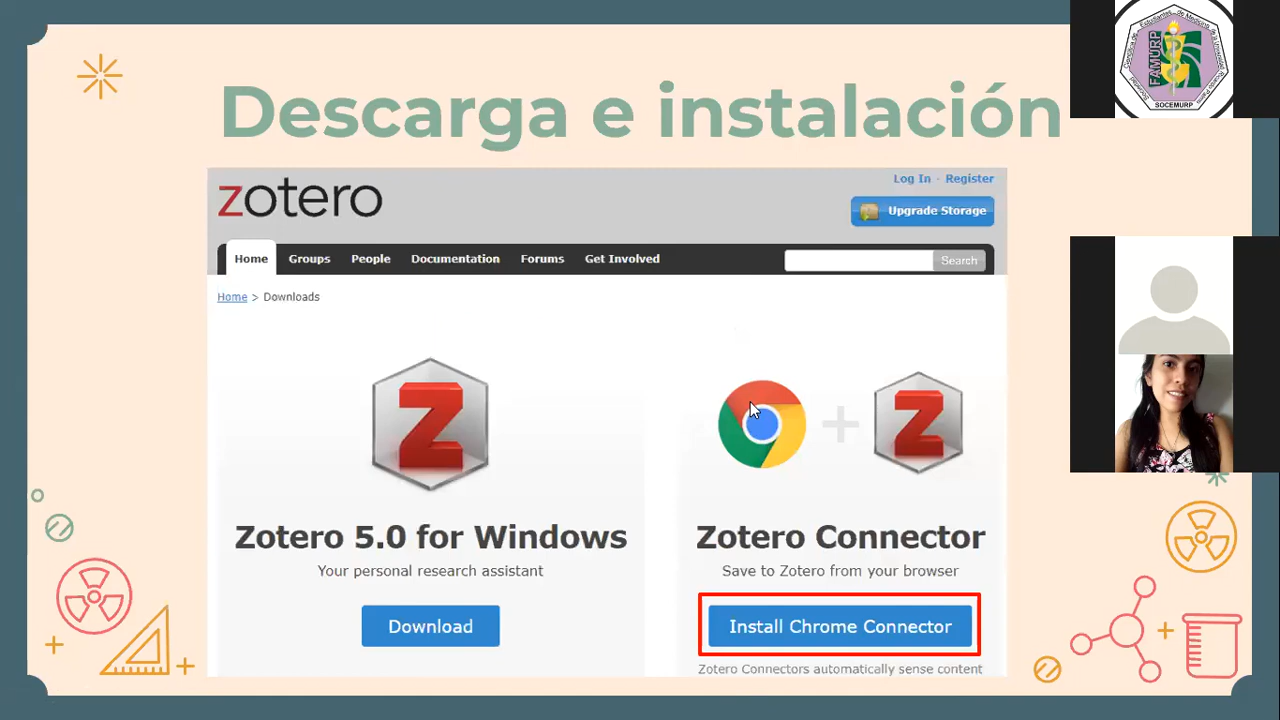 Descarga e instalación
zotero
Log In · Register
Upgrade Storage
Home Groups People Documentation Forums Get Involved
Search
Home > Downloads
Zotero 5.0 for Windows
Your personal research assistant
Download
Zotero Connector
Save to Zotero from your browser
Install Chrome Connector
Zotero Connectors automatically sense content
FAMURP
SOCEMURP